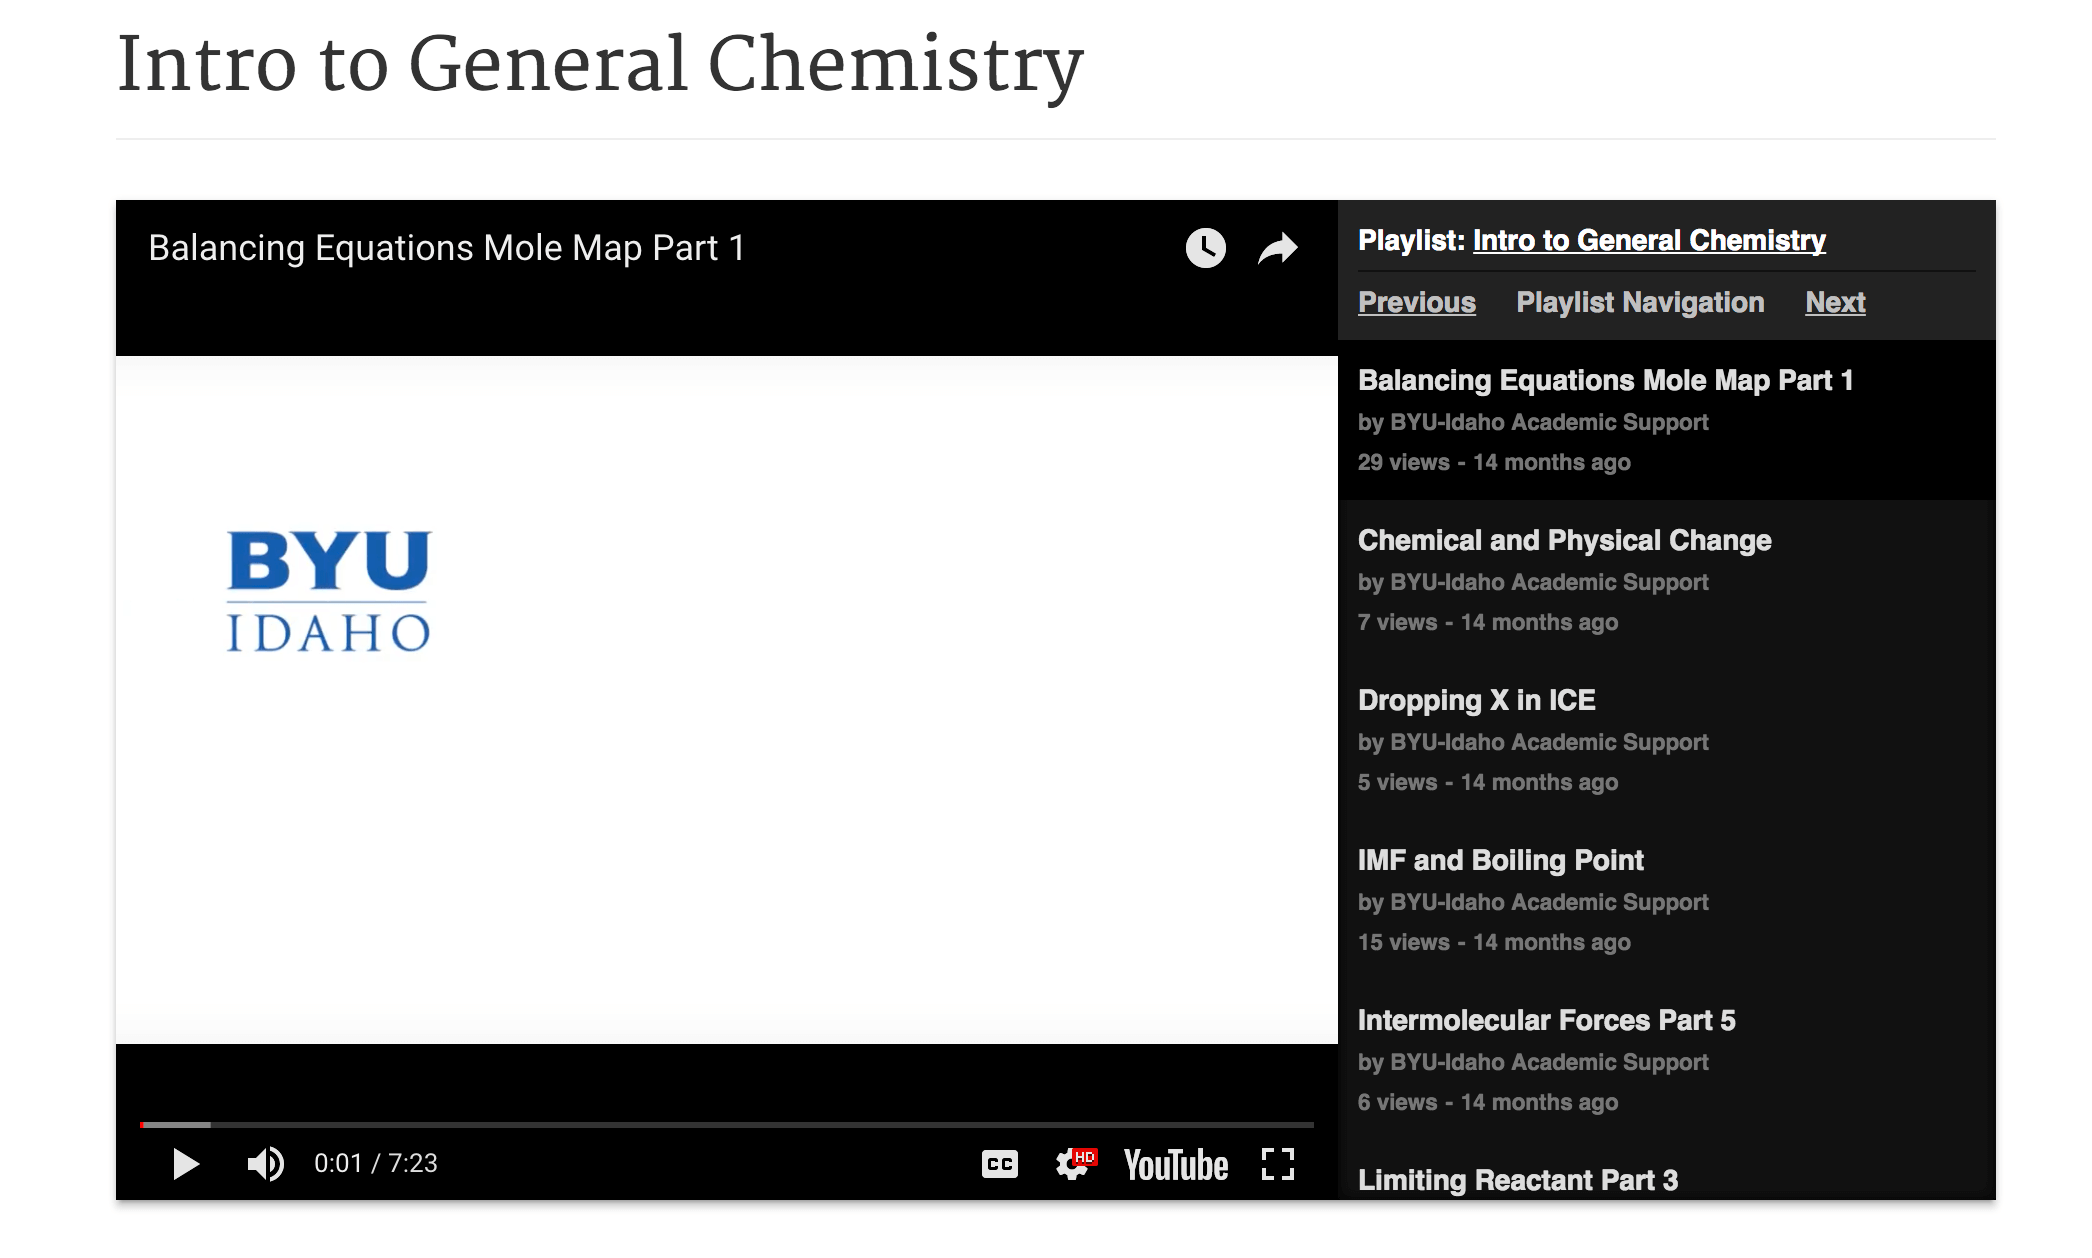 Intro to General Chemistry
Balancing Equations Mole Map Part 1
BYU
IDAHO
0:01 / 7:23
CC
HD
YouTube
Playlist: Intro to General Chemistry
Previous Playlist Navigation Next
Balancing Equations Mole Map Part 1
by BYU-Idaho Academic Support
29 views - 14 months ago
Chemical and Physical Change
by BYU-Idaho Academic Support
7 views - 14 months ago
Dropping X in ICE
by BYU-Idaho Academic Support
5 views - 14 months ago
IMF and Boiling Point
by BYU-Idaho Academic Support
15 views - 14 months ago
Intermolecular Forces Part 5
by BYU-Idaho Academic Support
6 views - 14 months ago
Limiting Reactant Part 3